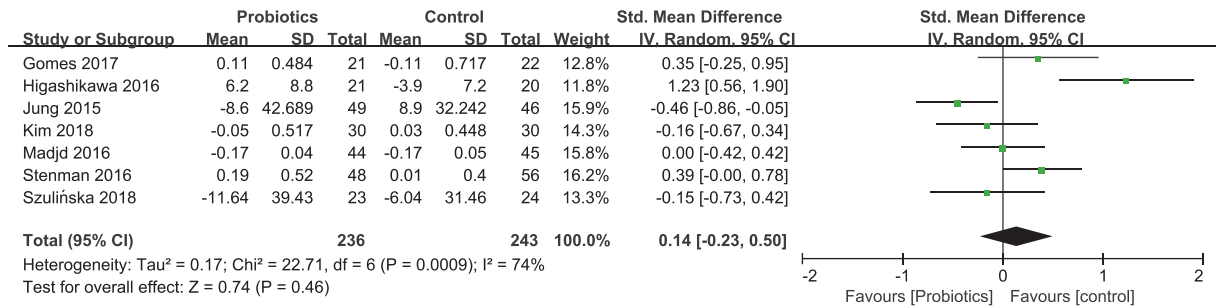 Probiotics Control Std. Mean Difference Std. Mean Difference
Study or Subgroup Mean SD Total Mean SD Total Weight IV. Random. 95% CI IV. Random. 95% CI
Gomes 2017 0.11 0.484 21 -0.11 0.717 22 12.8% 0.35 [-0.25, 0.95]
Higashikawa 2016 6.2 8.8 21 -3.9 7.2 20 11.8% 1.23 [0.56, 1.90]
Jung 2015 -8.6 42.689 49 8.9 32.242 46 15.9% -0.46 [-0.86, -0.05]
Kim 2018 -0.05 0.517 30 0.03 0.448 30 14.3% -0.16 [-0.67, 0.34]
Madjd 2016 -0.17 0.04 44 -0.17 0.05 45 15.8% 0.00 [-0.42, 0.42]
Stenman 2016 0.19 0.52 48 0.01 0.4 56 16.2% 0.39 [-0.00, 0.78]
Szulińska 2018 -11.64 39.43 23 -6.04 31.46 24 13.3% -0.15 [-0.73, 0.42]
Total (95% CI) 236 243 100.0% 0.14 [-0.23, 0.50]
Heterogeneity: Tau² = 0.17; Chi² = 22.71, df = 6 (P = 0.0009); I² = 74%
Test for overall effect: Z = 0.74 (P = 0.46)
-2 -1 0 1 2
Favours [Probiotics] Favours [control]